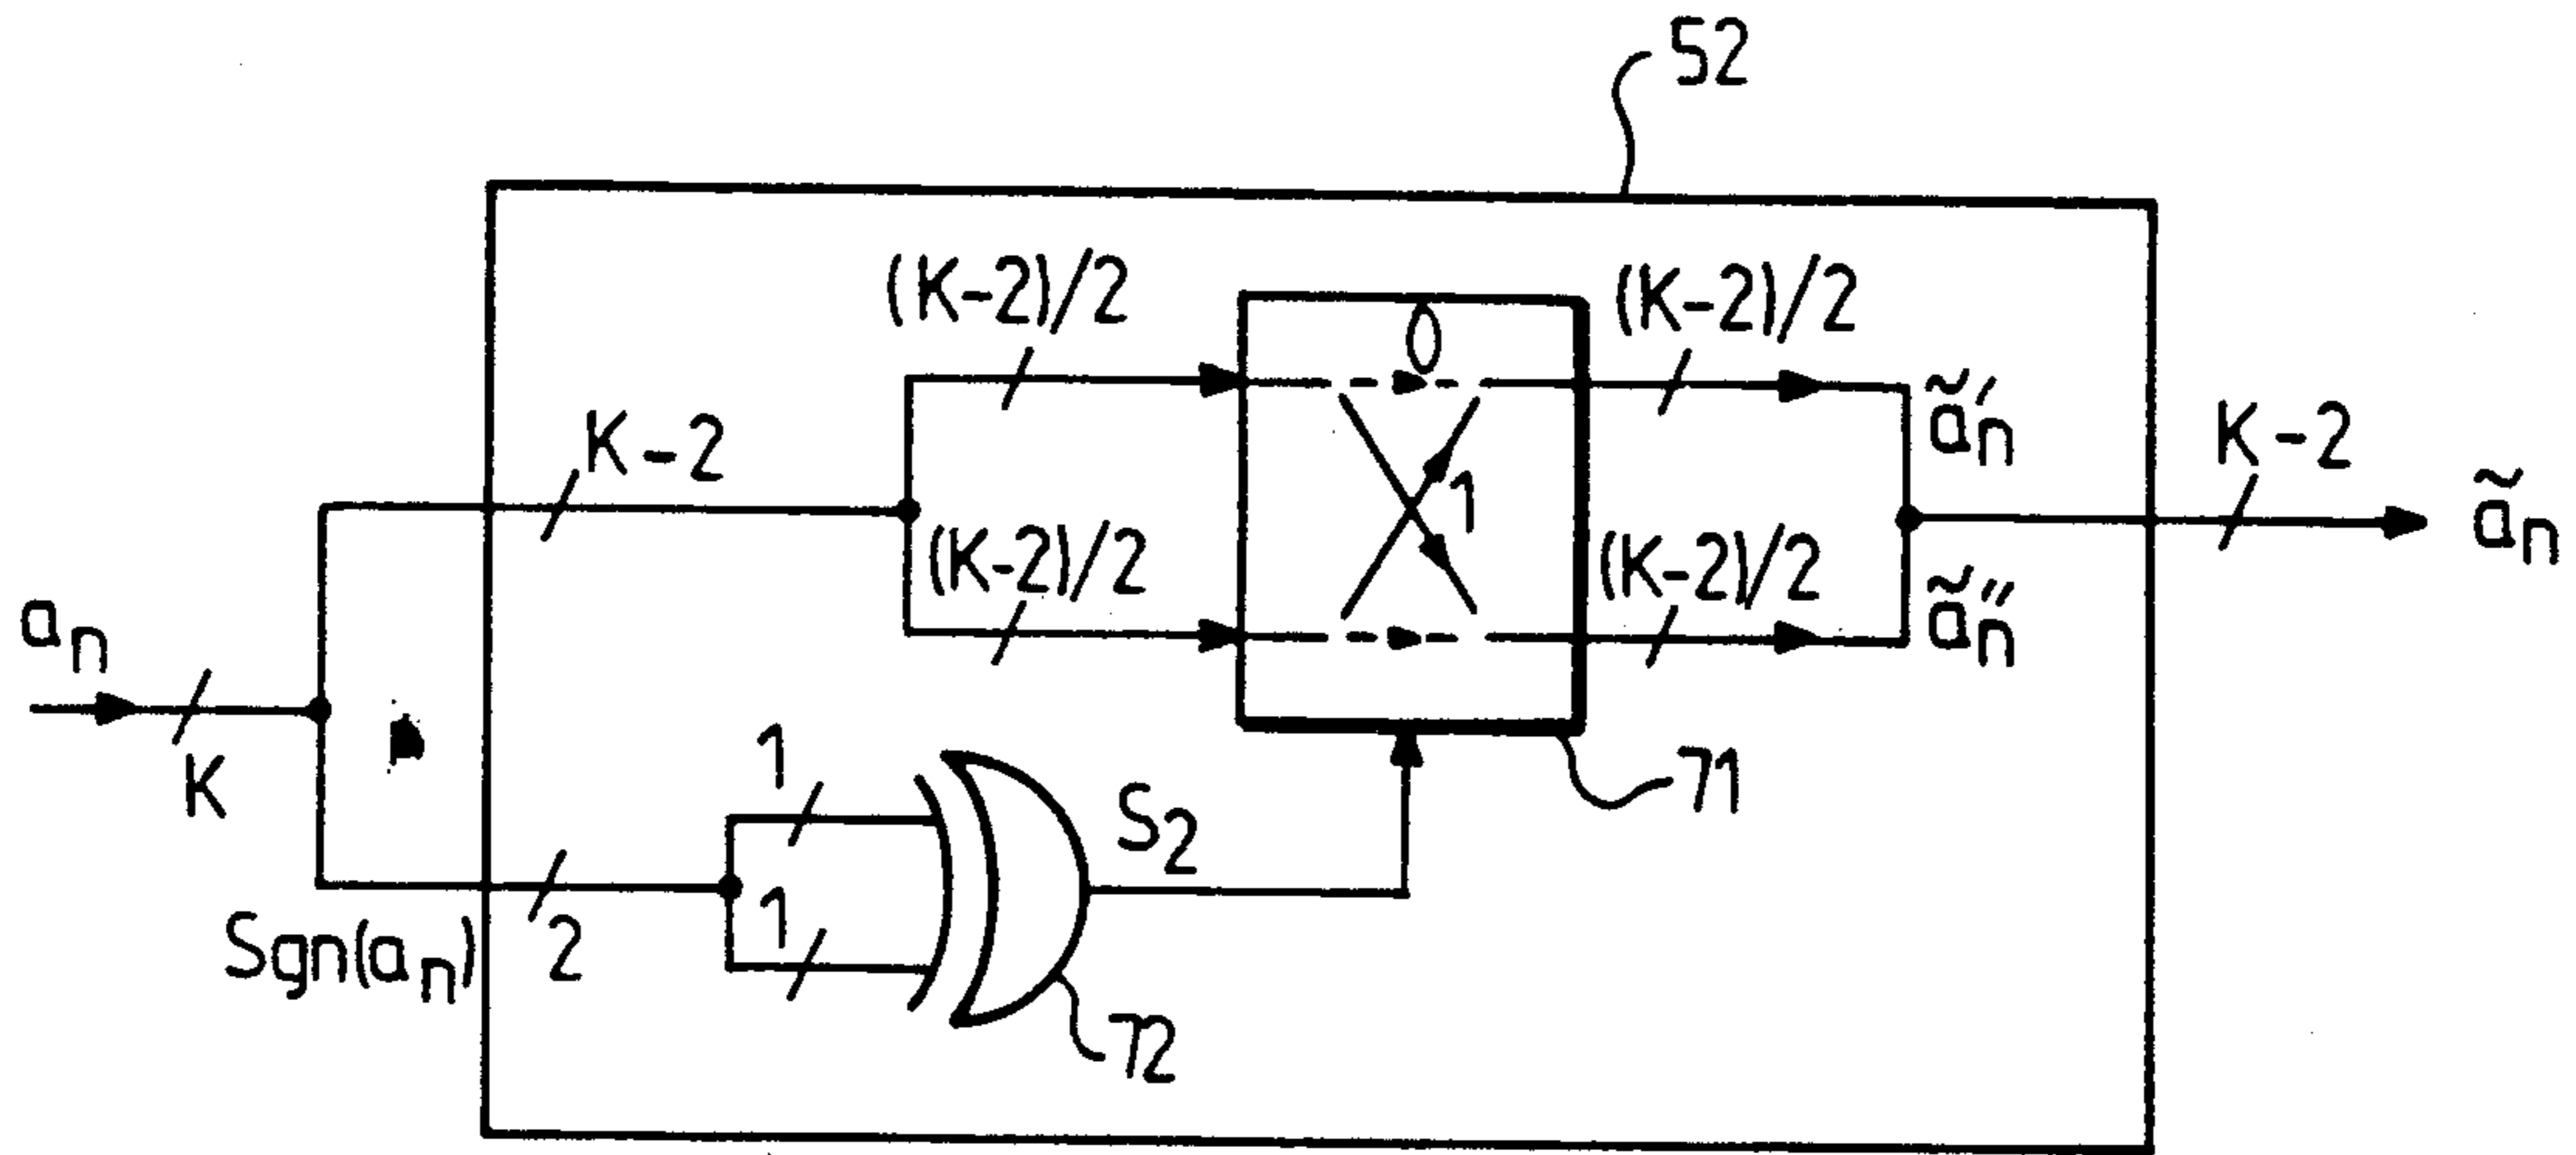 52
(K-2)/2
(K-2)/2
0
K-2
ã'n
K-2
1
(K-2)/2
(K-2)/2
ãn
ã"n
an
K
1
S2
71
1
Sgn(an)
2
72